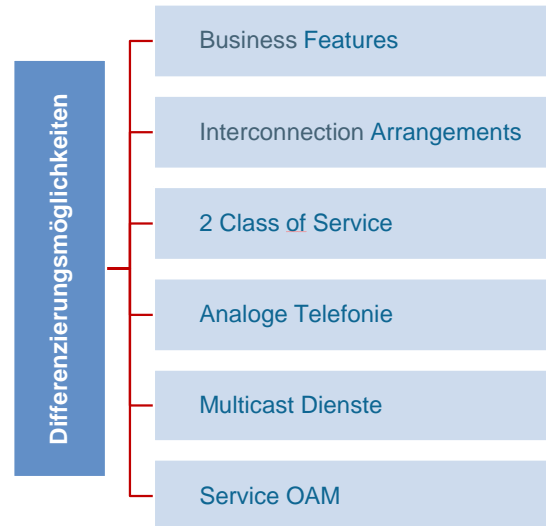 Differenzierungsmöglichkeiten
Business Features
Interconnection Arrangements
2 Class of Service
Analoge Telefonie
Multicast Dienste
Service OAM